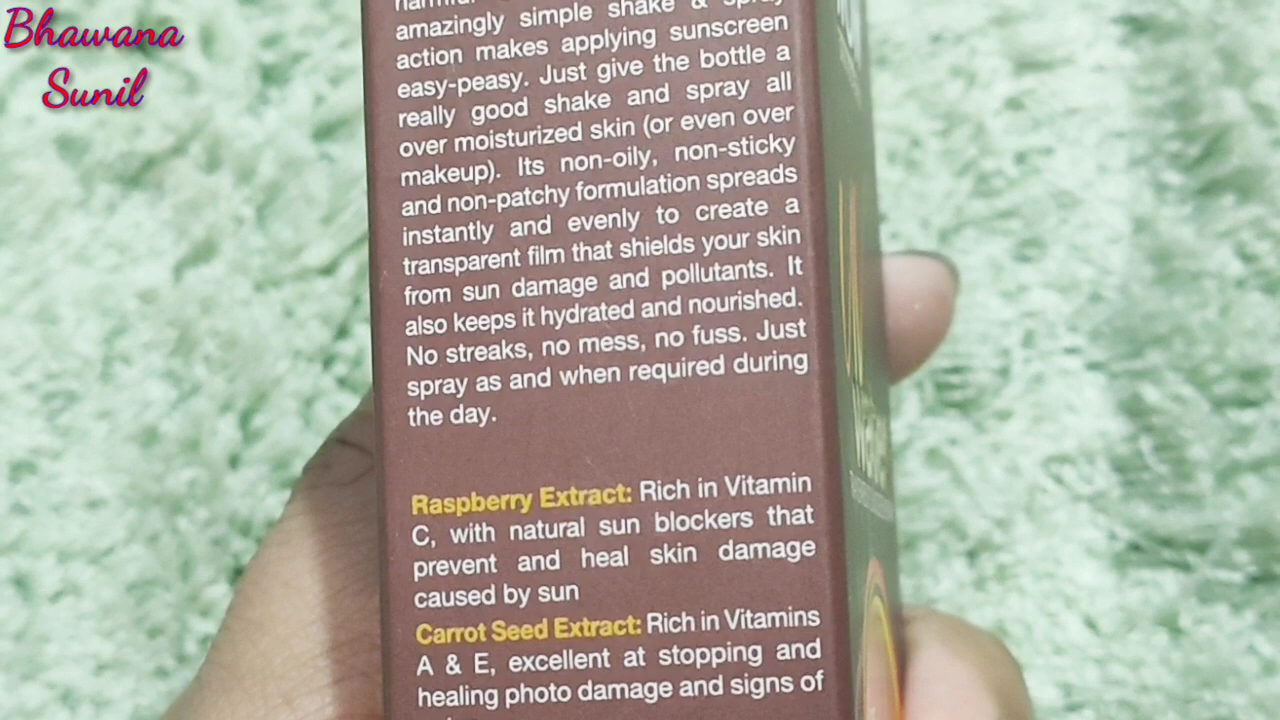 Bhawana
Sunil
harmful
amazingly simple shake & spray
action makes applying sunscreen
easy-peasy. Just give the bottle a
really good shake and spray all
over moisturized skin (or even over
makeup). Its non-oily, non-sticky
and non-patchy formulation spreads
instantly and evenly to create a
transparent film that shields your skin
from sun damage and pollutants. It
also keeps it hydrated and nourished.
No streaks, no mess, no fuss. Just
spray as and when required during
the day.
Raspberry Extract: Rich in Vitamin
C, with natural sun blockers that
prevent and heal skin damage
caused by sun
Carrot Seed Extract: Rich in Vitamins
A & E, excellent at stopping and
healing photo damage and signs of